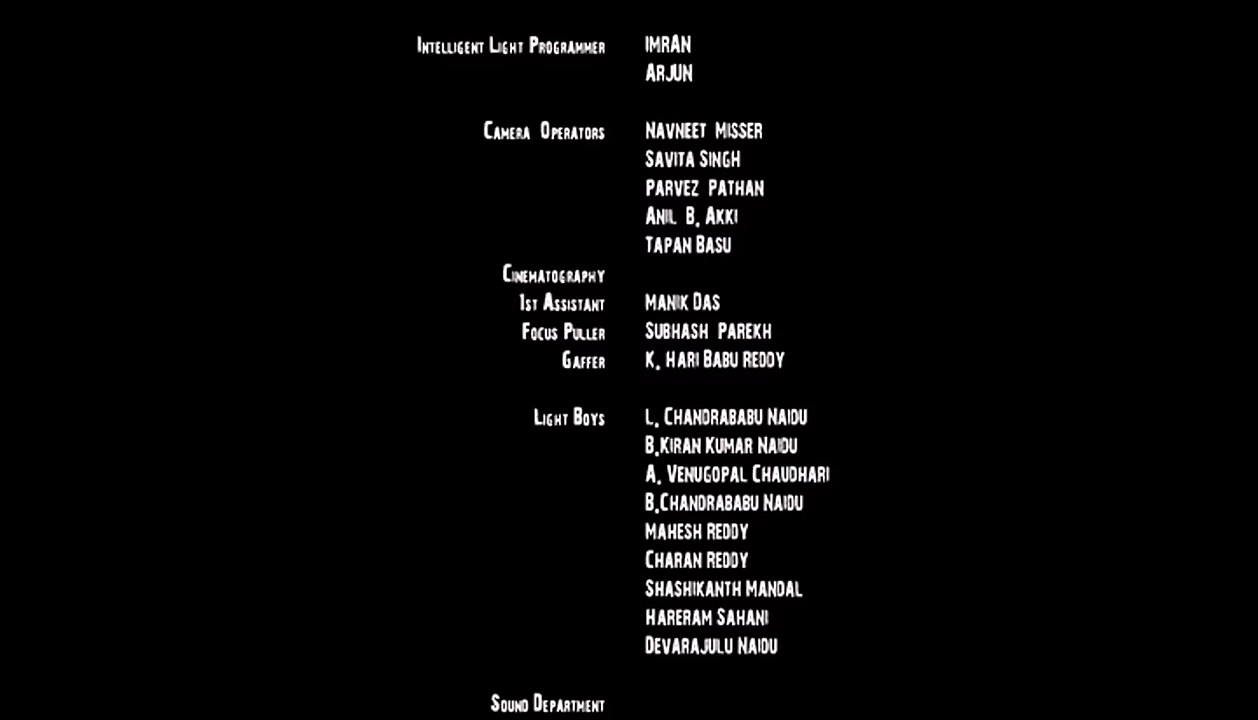 Intelligent Light Programmer IMRAN
ARJUN
Camera Operators NAVNEET MISSER
SAVITA SINGH
PARVEZ PATHAN
ANIL B. AKKI
TAPAN BASU
Cinematography
1st Assistant MANIK DAS
Focus Puller SUBHASH PAREKH
Gaffer K. HARI BABU REDDY
Light Boys L. CHANDRABABU NAIDU
B.KIRAN KUMAR NAIDU
A. VENUGOPAL CHAUDHARI
B.CHANDRABABU NAIDU
MAHESH REDDY
CHARAN REDDY
SHASHIKANTH MANDAL
HARERAM SAHANI
DEVARAJULU NAIDU
Sound Department